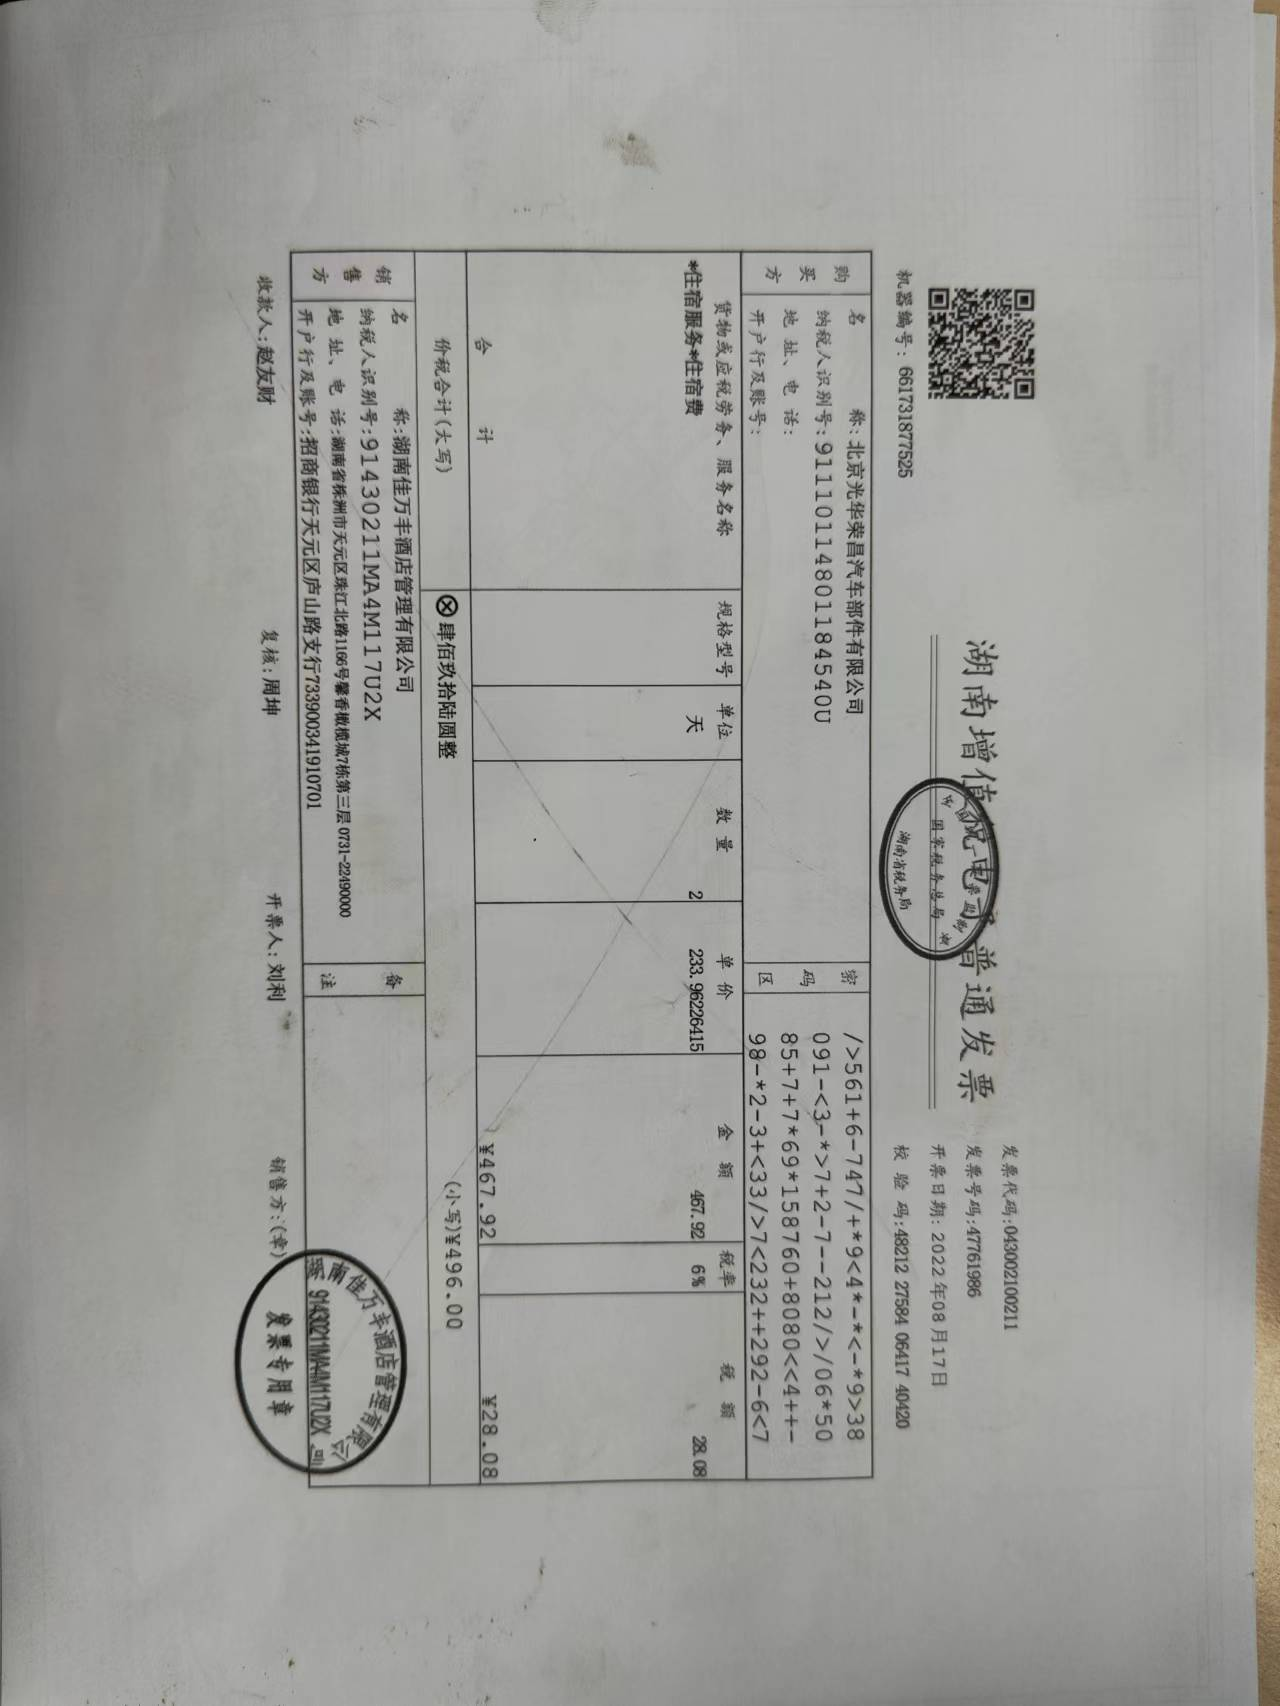 湖南增值税电子普通发票
发票代码:043002100211
发票号码:47761986
开票日期: 2022年08月17日
校 验 码:48212 27584 06417 40420
机器编号: 661731877525
国家税务总局
湖南省税务局
购买方
名 称: 北京光华荣昌汽车部件有限公司
纳税人识别号: 91110114801184540U
地 址、电 话:
开户行及账号:
密码区
/>561+6-747/+*9<4*-*<-*9>38
091-<3-*>7+2-7--212/>/06*50
85+7+7*69*158760+8080<<4++-
98-*2-3+<33/>7<232++292-6<7
货物或应税劳务、服务名称 规格型号 单位 数量 单价 金额 税率 税额
*住宿服务*住宿费 天 2 233.96226415 467.92 6% 28.08
合 计 ¥467.92 ¥28.08
价税合计(大写) ⊗肆佰玖拾陆圆整 (小写)¥496.00
销售方
名 称:湖南佳万丰酒店管理有限公司
纳税人识别号:91430211MA4M117U2X
地 址、电 话:湖南省株洲市天元区珠江北路1166号馨香橄榄城7栋第三层 0731-22490000
开户行及账号:招商银行天元区庐山路支行733900341910701
备注
收款人:赵友财 复核:周坤 开票人:刘利 销售方:(章)
湖南佳万丰酒店管理有限公司
91430211MA4M117U2X
发票专用章